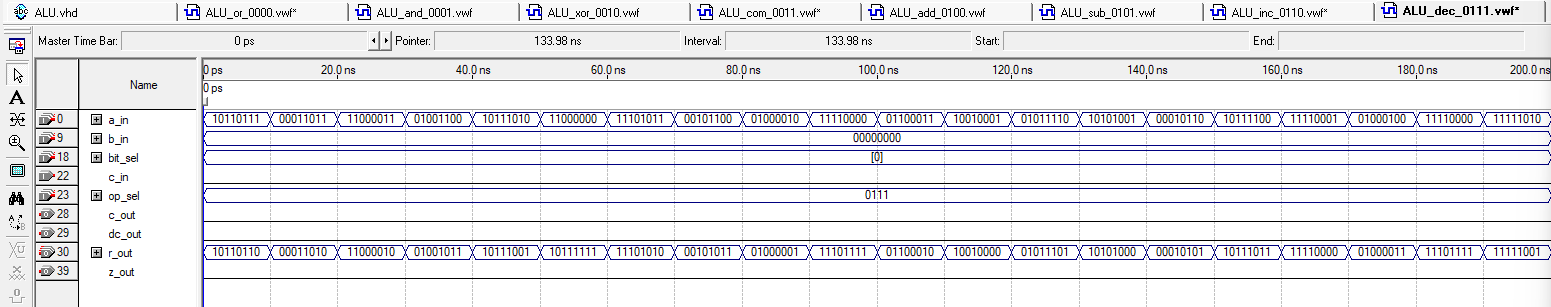 ALU.vhd ALU_or_0000.vwf* ALU_and_0001.vwf ALU_xor_0010.vwf ALU_com_0011.vwf* ALU_add_0100.vwf ALU_sub_0101.vwf ALU_inc_0110.vwf* ALU_dec_0111.vwf*
Master Time Bar: 0 ps Pointer: 133.98 ns Interval: 133.98 ns Start: End:
Name 0 ps 20.0 ns 40.0 ns 60.0 ns 80.0 ns 100.0 ns 120.0 ns 140.0 ns 160.0 ns 180.0 ns 200.0 ns
0 ps
0 a_in 10110111 00011011 11000011 01001100 10111010 11000000 11101011 00101100 01000010 11110000 01100011 10010001 01011110 10101001 00010110 10111100 11110001 01000100 11110000 11111010
9 b_in 00000000
18 bit_sel [0]
22 c_in
23 op_sel 0111
28 c_out
29 dc_out
30 r_out 10110110 00011010 11000010 01001011 10111001 10111111 11101010 00101011 01000001 11101111 01100010 10010000 01011101 10101000 00010101 10111011 11110000 01000011 11101111 11111001
39 z_out